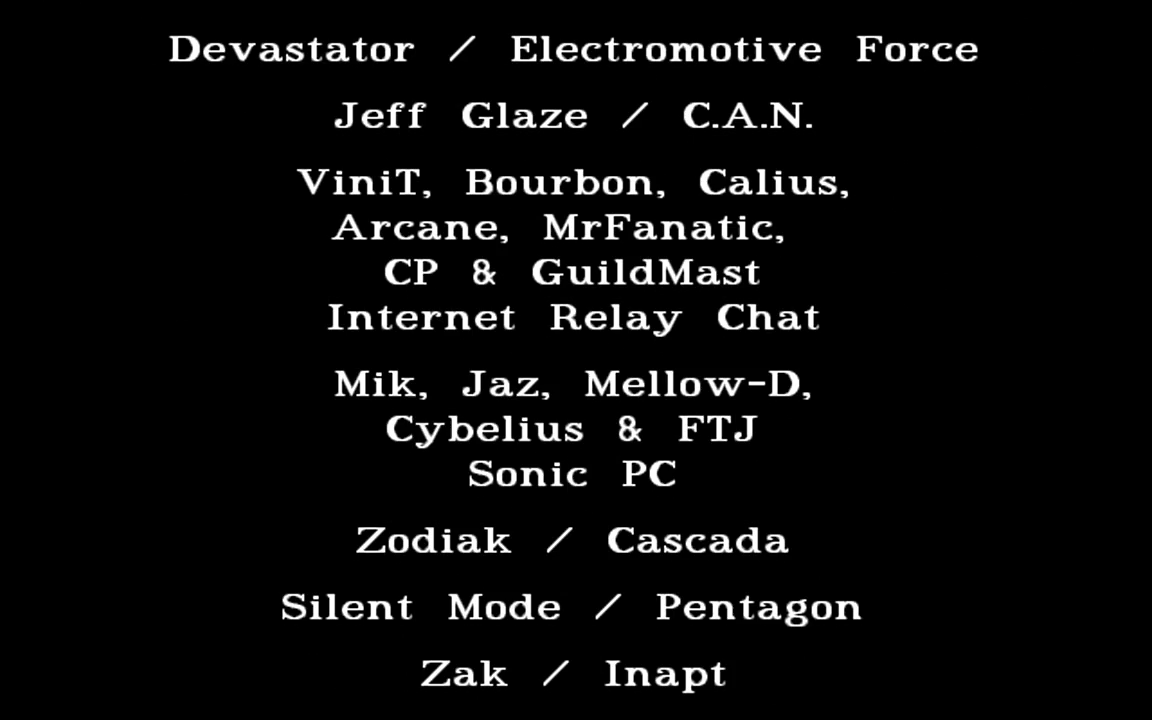 Devastator / Electromotive Force
Jeff Glaze / C.A.N.
ViniT, Bourbon, Calius,
Arcane, MrFanatic,
CP & GuildMast
Internet Relay Chat
Mik, Jaz, Mellow-D,
Cybelius & FTJ
Sonic PC
Zodiak / Cascada
Silent Mode / Pentagon
Zak / Inapt